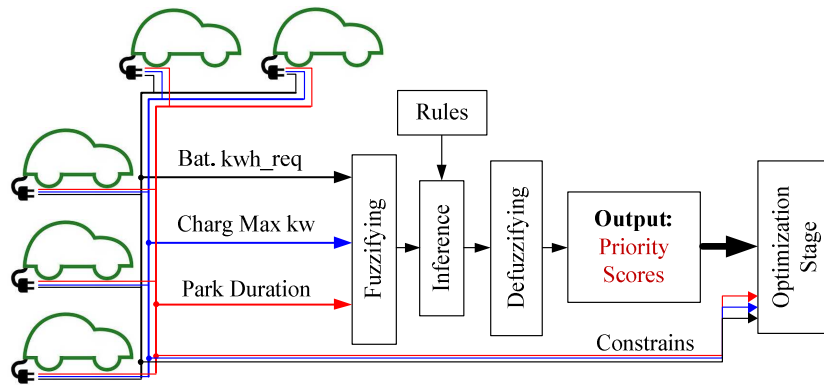 Rules
Bat. kwh_req
Charg Max kw
Park Duration
Fuzzifying
Inference
Defuzzifying
Output:
Priority
Scores
Optimization
Stage
Constrains